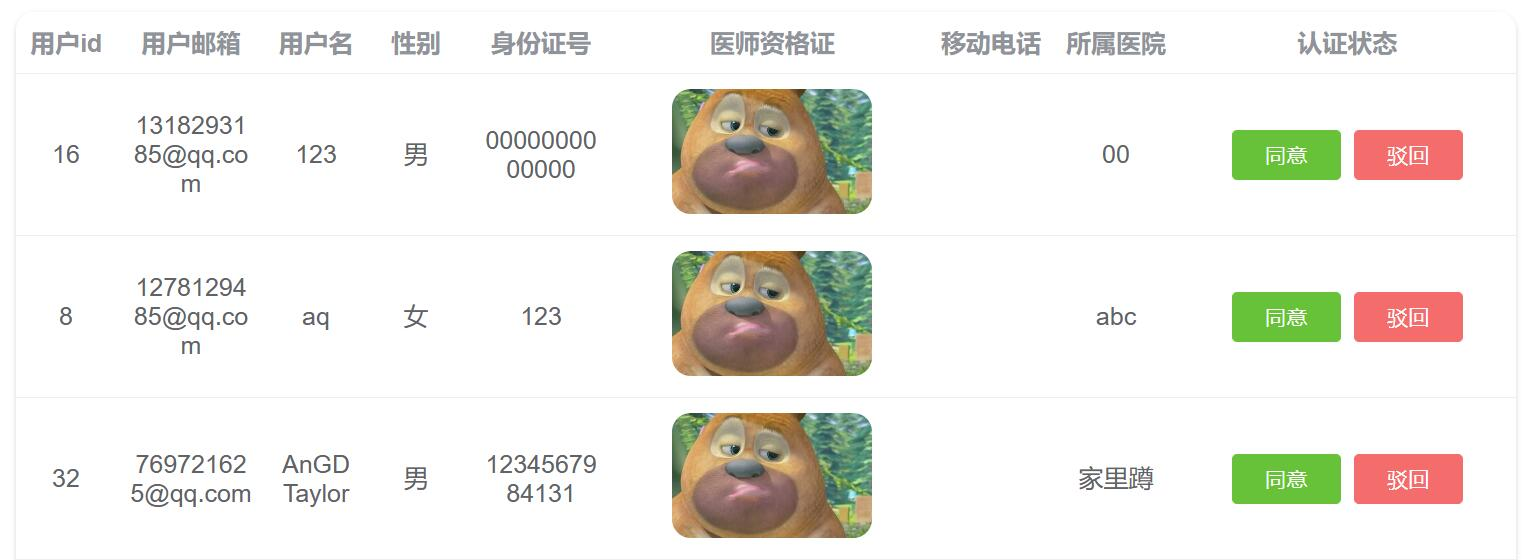 用户id 用户邮箱 用户名 性别 身份证号 医师资格证 移动电话 所属医院 认证状态
13182931
16 85@qq.co 123 男 00000000 00 同意 驳回
m 00000
12781294
8 85@qq.co aq 女 123 abc 同意 驳回
m
76972162 AnGD 12345679
32 男 家里蹲 同意 驳回
5@qq.com Taylor 84131